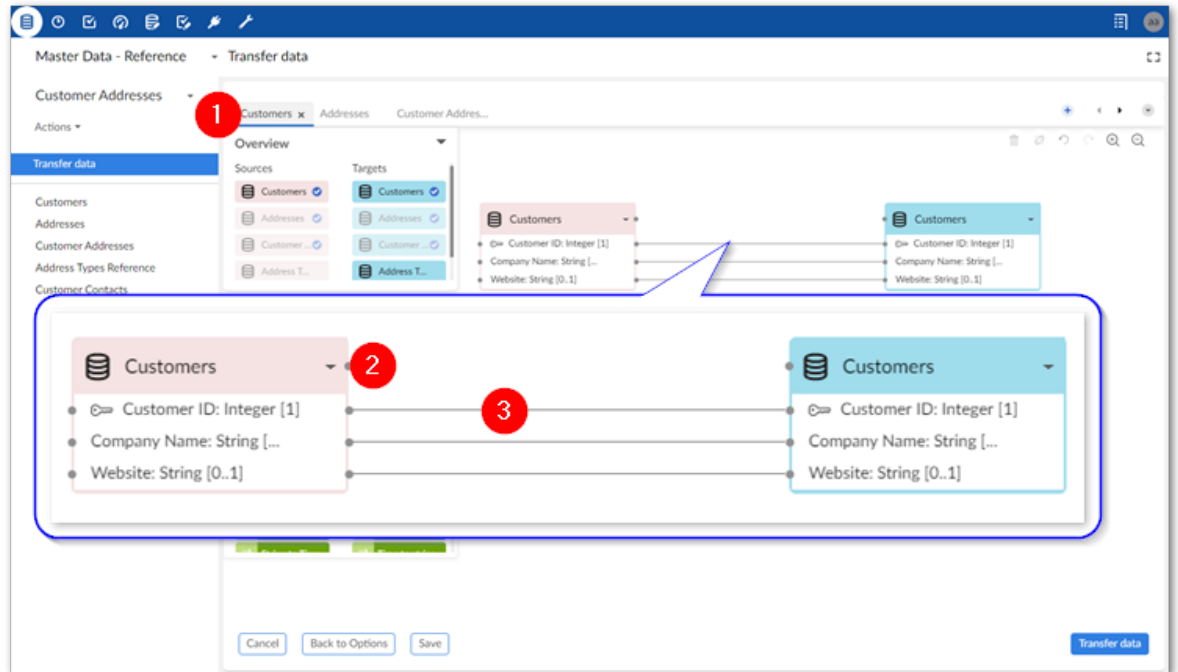 aa
Master Data - Reference
Transfer data
Customer Addresses
Actions
Transfer data
Customers
Addresses
Customer Addresses
Address Types Reference
Customer Contacts
1
Customers x
Addresses
Customer Addres...
Overview
Sources
Targets
Customers
Customers
Addresses
Addresses
Customer ...
Customer ...
Address T...
Address T...
Customers
Customer ID: Integer [1]
Company Name: String [...
Website: String [0..1]
Customers
Customer ID: Integer [1]
Company Name: String [...
Website: String [0..1]
Customers
2
Customer ID: Integer [1]
3
Company Name: String [...
Website: String [0..1]
Customers
Customer ID: Integer [1]
Company Name: String [...
Website: String [0..1]
Cancel
Back to Options
Save
Transfer data